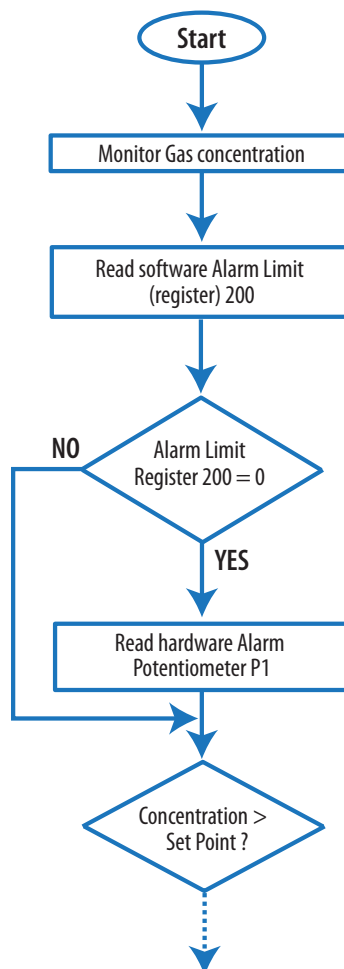 Start
Monitor Gas concentration
Read software Alarm Limit
(register) 200
NO
Alarm Limit
Register 200 = 0
YES
Read hardware Alarm
Potentiometer P1
Concentration >
Set Point ?